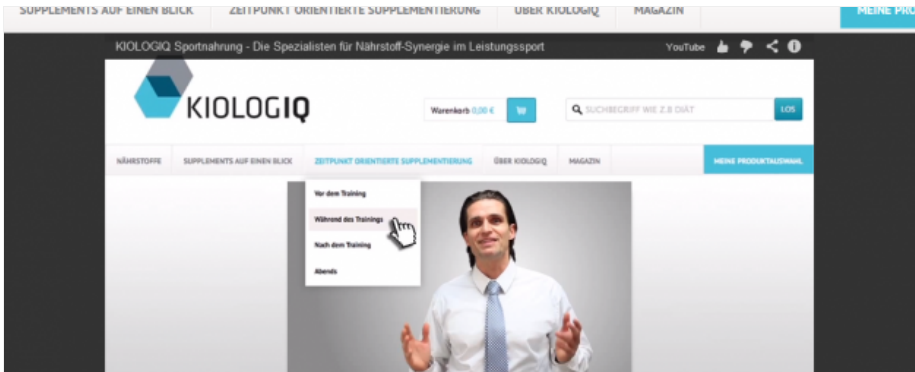 SUPPLEMENTS AUF EINEN BLICK ZEITPUNKT ORIENTIERTE SUPPLEMENTIERUNG ÜBER KIOLOGIQ MAGAZIN MEINE PRO
KIOLOGIQ Sportnahrung - Die Spezialisten für Nährstoff-Synergie im Leistungssport YouTube
KIOLOGIQ
Warenkorb 0,00 € SUCHBEGRIFF WIE Z.B DIÄT LOS
NÄHRSTOFFE SUPPLEMENTS AUF EINEN BLICK ZEITPUNKT ORIENTIERTE SUPPLEMENTIERUNG ÜBER KIOLOGIQ MAGAZIN MEINE PRODUKTAUSWAHL
Vor dem Training
Während des Trainings
Nach dem Training
Abends